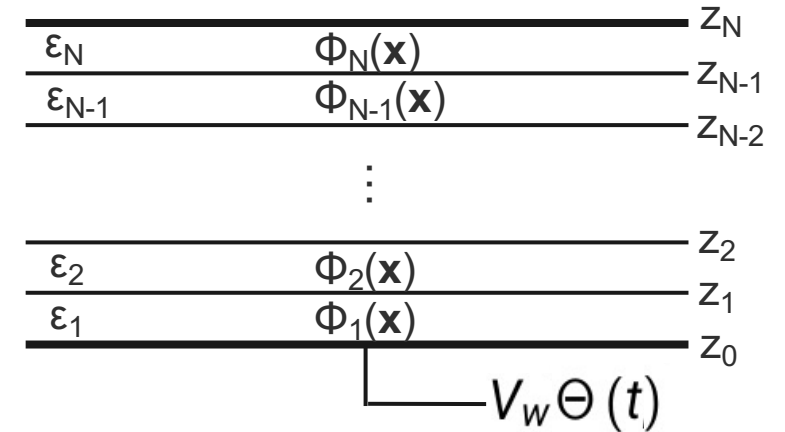 z_N
ε_N Φ_N(𝐱)
z_{N-1}
ε_{N-1} Φ_{N-1}(𝐱)
z_{N-2}
⋮
z_2
ε_2 Φ_2(𝐱)
z_1
ε_1 Φ_1(𝐱)
z_0
V_w Θ (t)